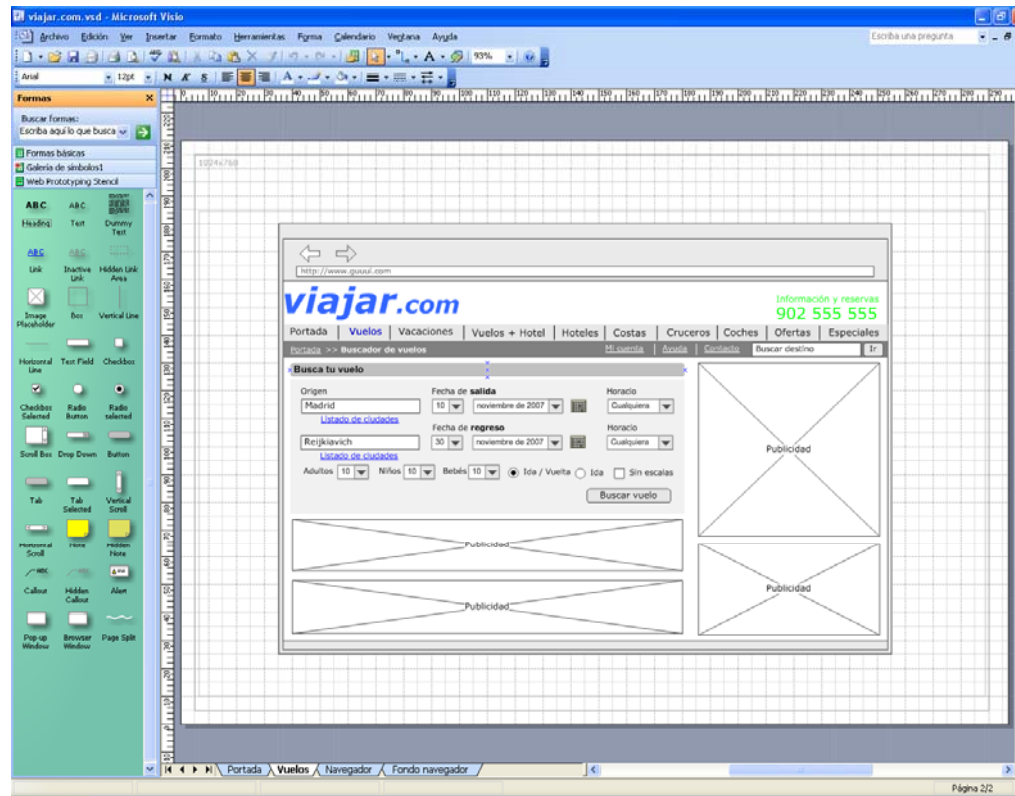 viajar.com.vsd - Microsoft Visio
Archivo Edición Ver Insertar Formato Herramientas Forma Calendario Ventana Ayuda
Escriba una pregunta
93%
Arial 12pt N K S
Formas
Buscar formas:
Escriba aquí lo que busca
Formas básicas
Galería de símbolos1
Web Prototyping Stencil
ABC ABC
Heading Text Dummy Text
ABC ABC
Link Inactive Link Hidden Link Area
Image Placeholder Box Vertical Line
Horizontal Line Text Field Checkbox
Checkbox Selected Radio Button Radio selected
Scroll Box Drop Down Button
Tab Tab Selected Vertical Scroll
Horizontal Scroll Note Hidden Note
Callout Hidden Callout Alert
Pop-up Window Browser Window Page Split
1024x768
http://www.guuui.com
viajar.com
Información y reservas
902 555 555
Portada Vuelos Vacaciones Vuelos + Hotel Hoteles Costas Cruceros Coches Ofertas Especiales
Portada >> Buscador de vuelos Mi cuenta Ayuda Contacto Buscar destino Ir
Busca tu vuelo
Origen Fecha de salida Horacio
Madrid 10 noviembre de 2007 Cualquiera
Listado de ciudades
Fecha de regreso Horacio
Reijkiavich 30 noviembre de 2007 Cualquiera
Listado de ciudades
Adultos 10 Niños 10 Bebés 10 Ida / Vuelta Ida Sin escalas
Buscar vuelo
Publicidad
Publicidad
Publicidad
Publicidad
Portada Vuelos Navegador Fondo navegador
Página 2/2